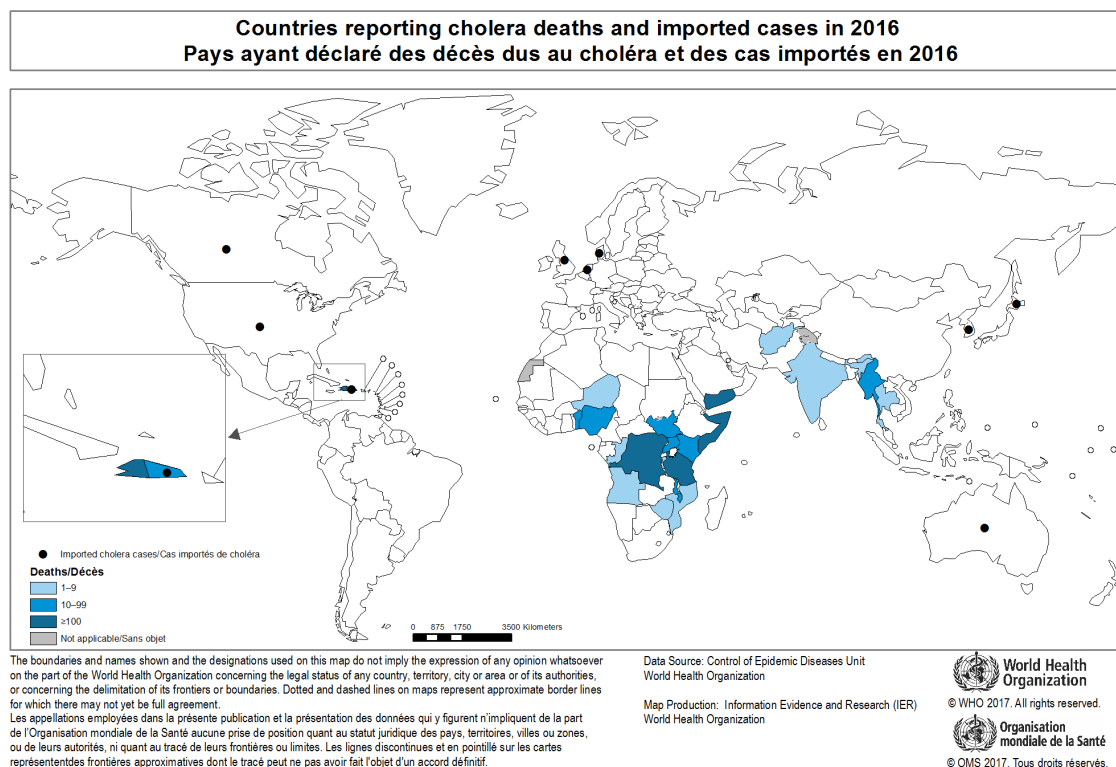 Countries reporting cholera deaths and imported cases in 2016
Pays ayant déclaré des décès dus au choléra et des cas importés en 2016
Imported cholera cases/Cas importés de choléra
Deaths/Décès
1–9
10–99
≥100
Not applicable/Sans objet
0 875 1750 3500 Kilometers
The boundaries and names shown and the designations used on this map do not imply the expression of any opinion whatsoever
on the part of the World Health Organization concerning the legal status of any country, territory, city or area or of its authorities,
or concerning the delimitation of its frontiers or boundaries. Dotted and dashed lines on maps represent approximate border lines
for which there may not yet be full agreement.
Les appellations employées dans la présente publication et la présentation des données qui y figurent n'impliquent de la part
de l'Organisation mondiale de la Santé aucune prise de position quant au statut juridique des pays, territoires, villes ou zones,
ou de leurs autorités, ni quant au tracé de leurs frontières ou limites. Les lignes discontinues et en pointillé sur les cartes
représentendes frontières approximatives dont le tracé peut ne pas avoir fait l'objet d'un accord définitif.
Data Source: Control of Epidemic Diseases Unit
World Health Organization
Map Production: Information Evidence and Research (IER)
World Health Organization
World Health
Organization
© WHO 2017. All rights reserved.
Organisation
mondiale de la Santé
© OMS 2017. Tous droits réservés.